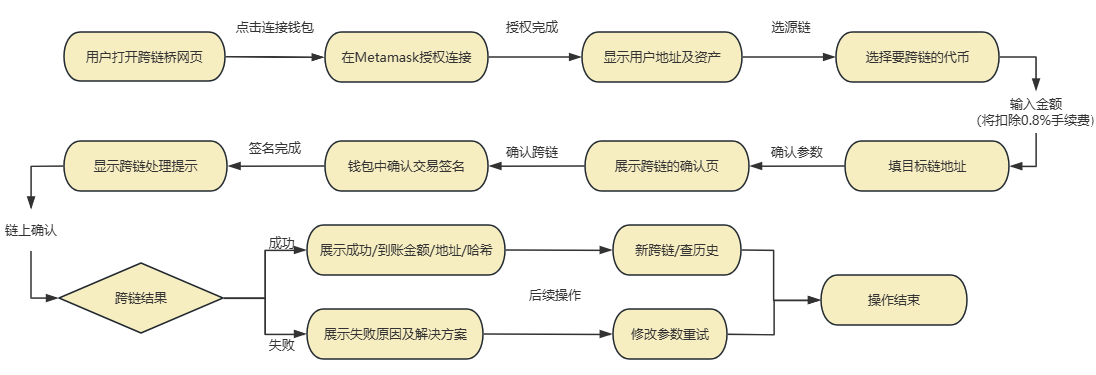 点击连接钱包
授权完成
选源链
用户打开跨链桥网页
在Metamask授权连接
显示用户地址及资产
选择要跨链的代币
输入金额
(将扣除0.8%手续费)
确认参数
确认跨链
签名完成
填目标链地址
展示跨链的确认页
钱包中确认交易签名
显示跨链处理提示
链上确认
跨链结果
成功
展示成功/到账金额/地址/哈希
新跨链/查历史
后续操作
失败
展示失败原因及解决方案
修改参数重试
操作结束